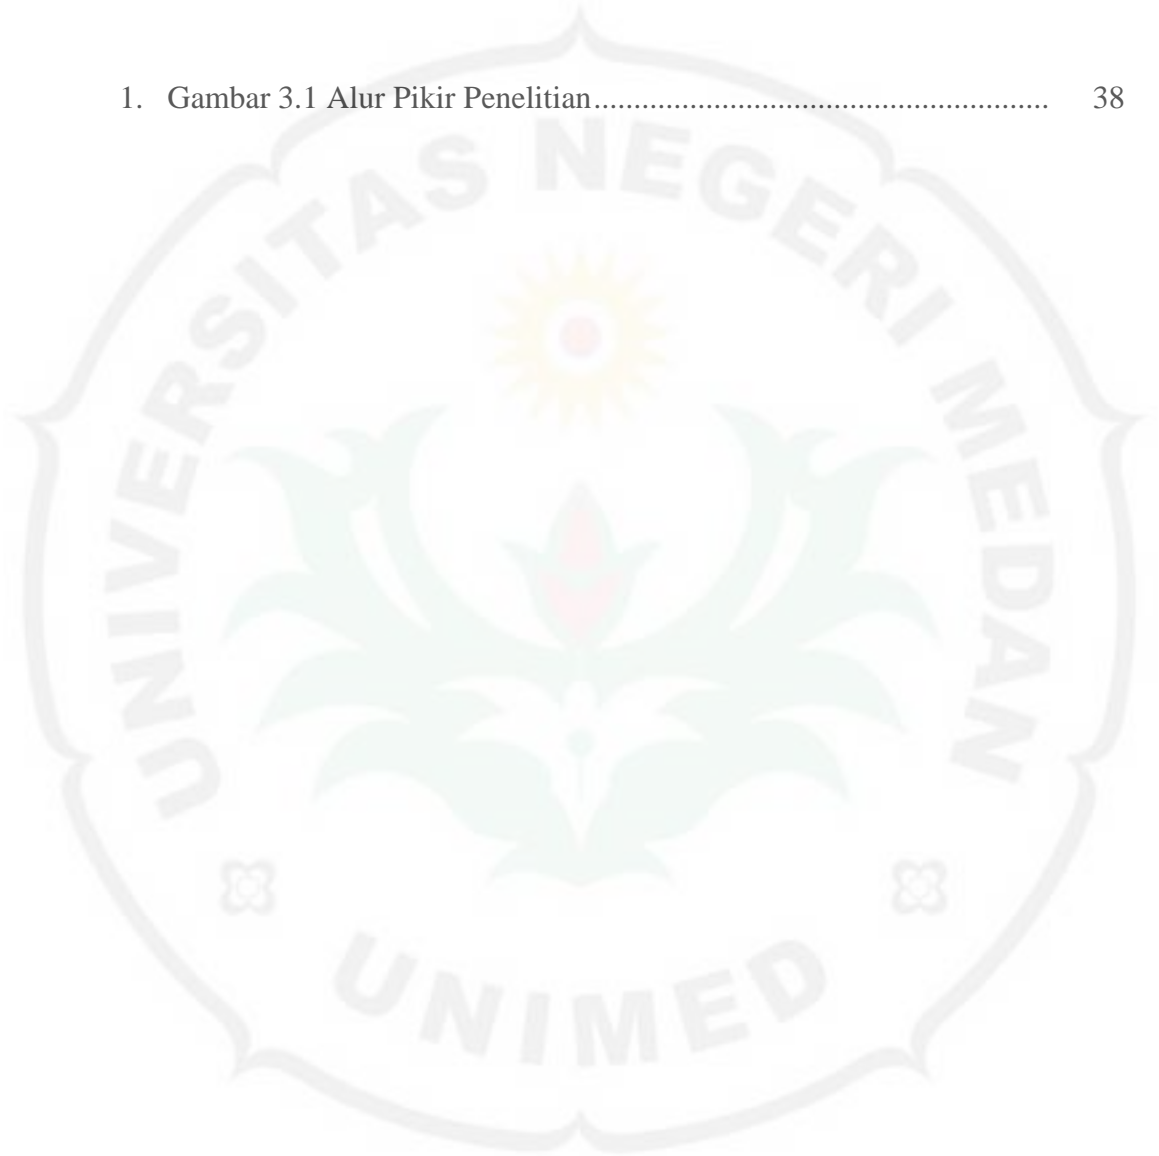 1. Gambar 3.1 Alur Pikir Penelitian......................................................... 38
UNIVERSITAS NEGERI MEDAN
UNIMED